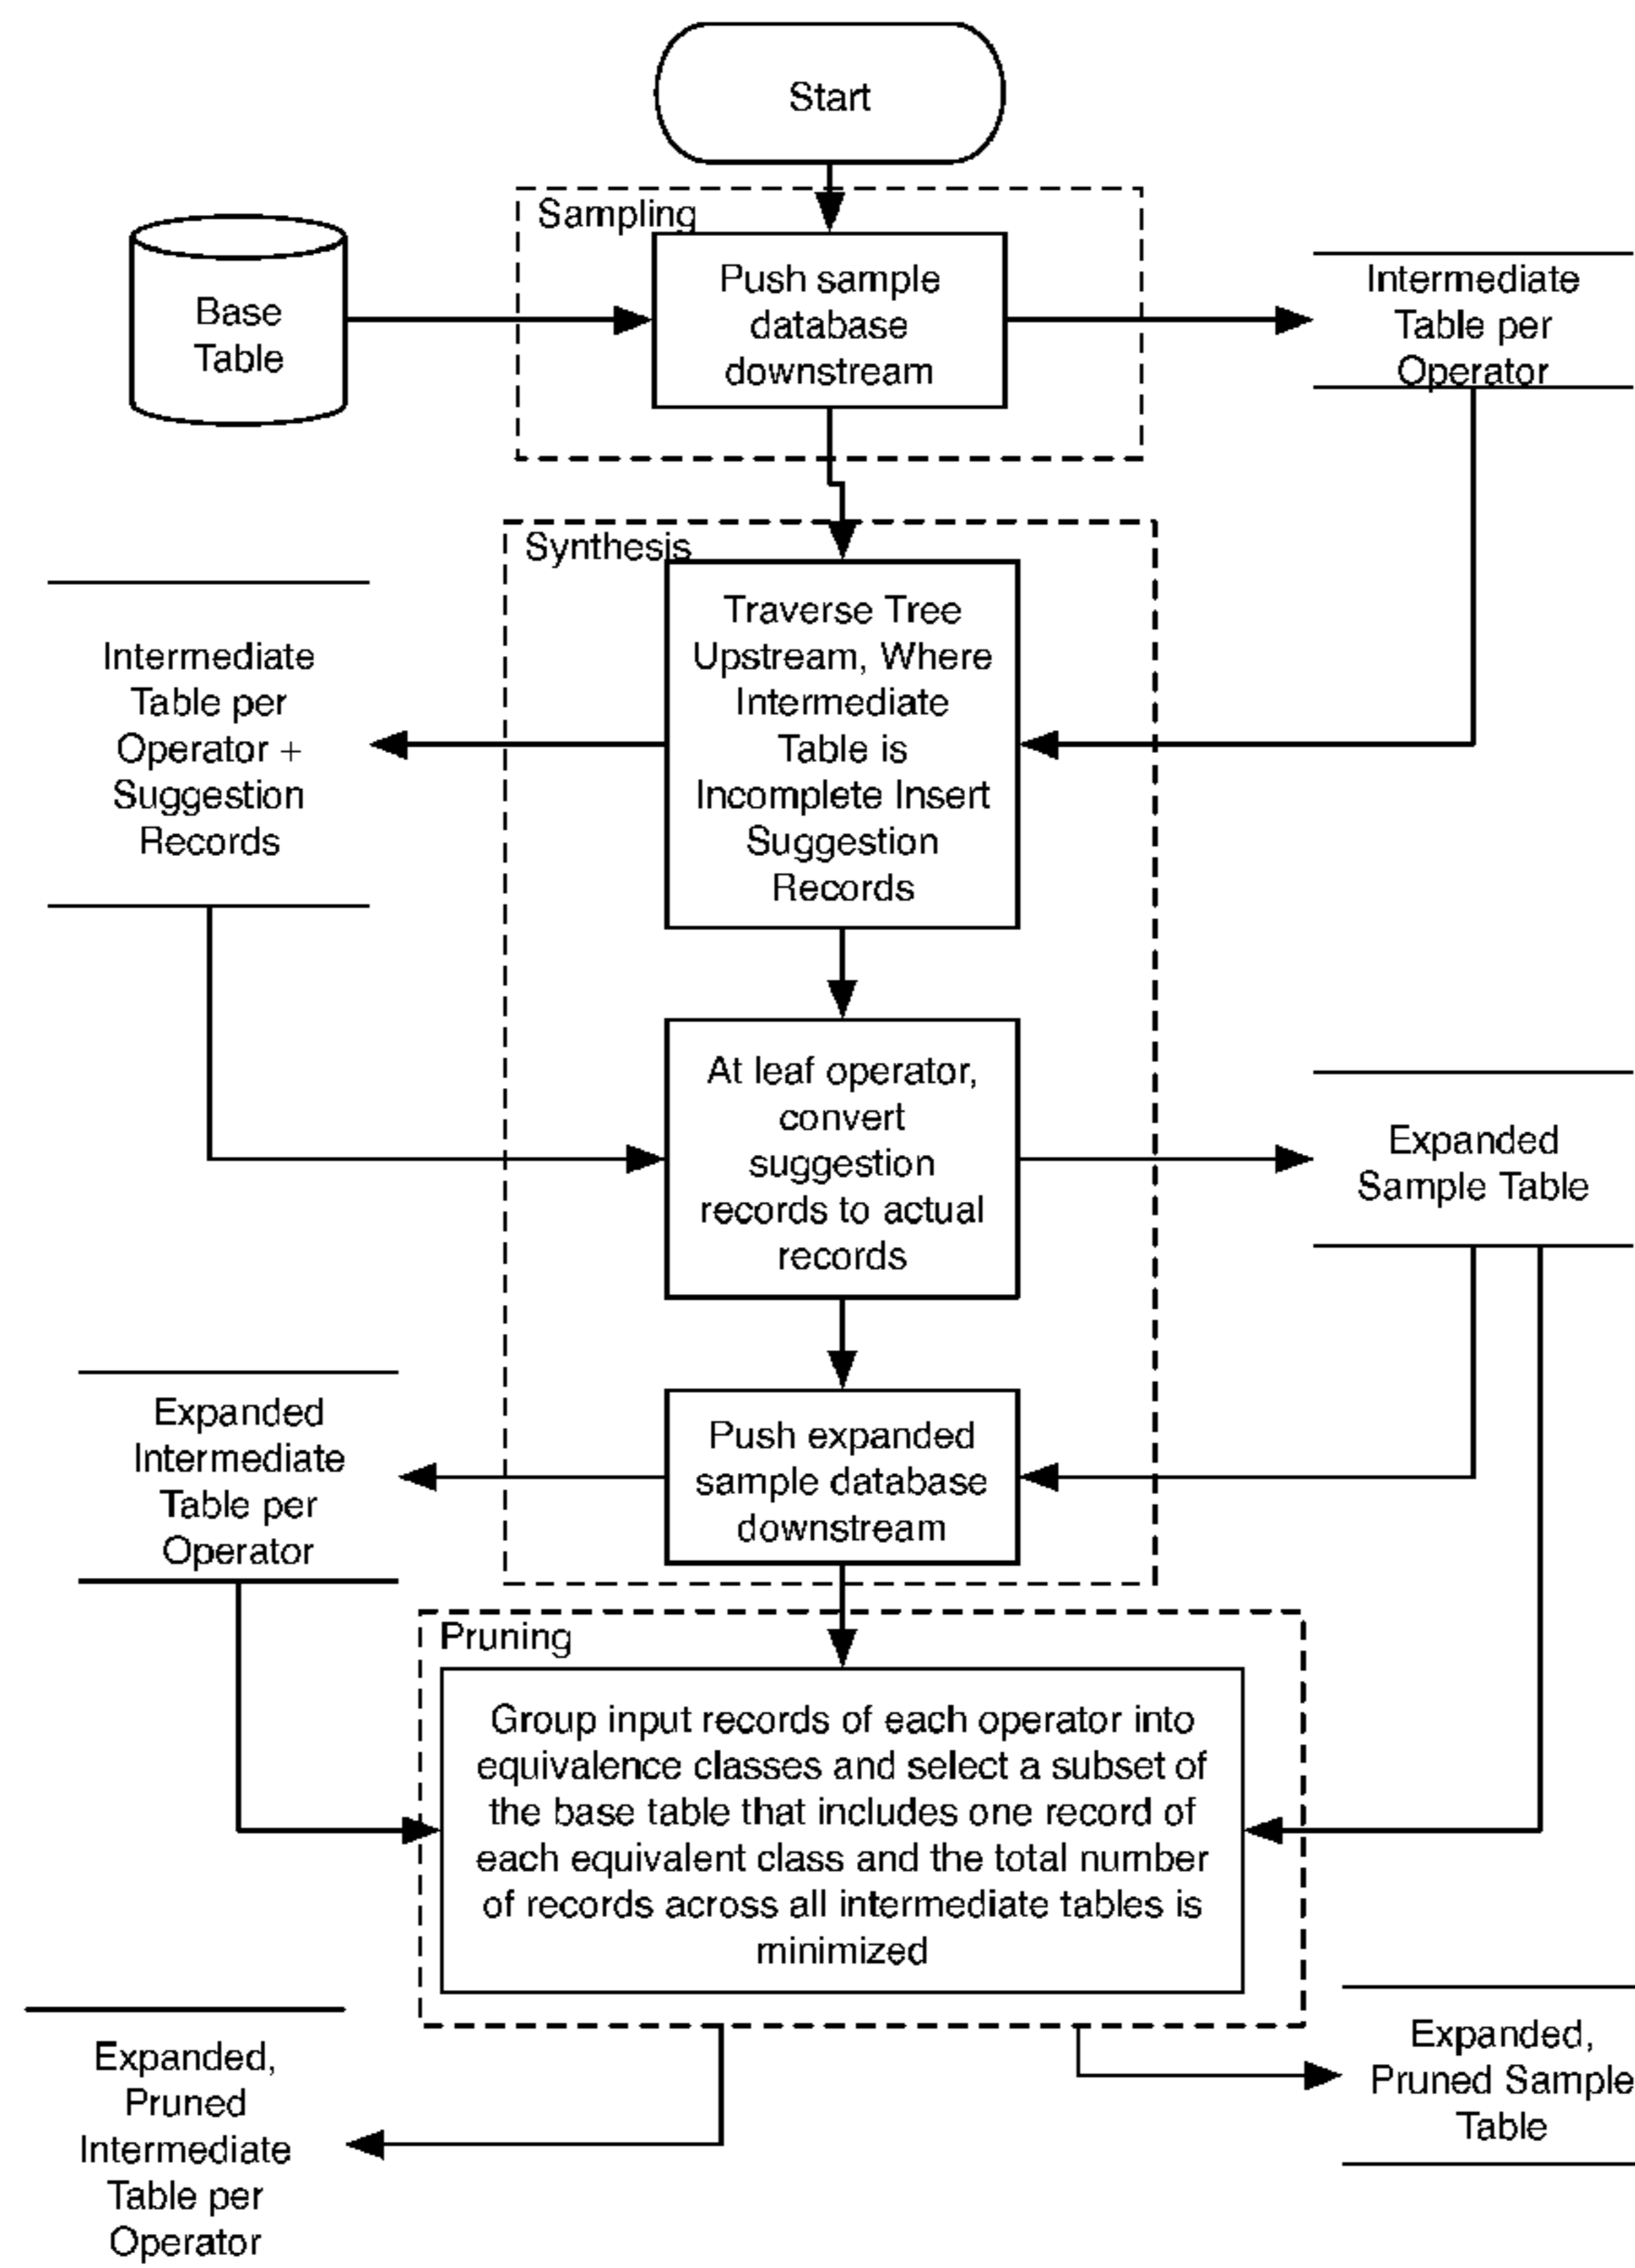 Start
Sampling
Base
Table
Push sample
database
downstream
Intermediate
Table per
Operator
Synthesis
Traverse Tree
Upstream, Where
Intermediate
Table is
Incomplete Insert
Suggestion
Records
Intermediate
Table per
Operator +
Suggestion
Records
At leaf operator,
convert
suggestion
records to actual
records
Expanded
Sample Table
Push expanded
sample database
downstream
Expanded
Intermediate
Table per
Operator
Pruning
Group input records of each operator into
equivalence classes and select a subset of
the base table that includes one record of
each equivalent class and the total number
of records across all intermediate tables is
minimized
Expanded,
Pruned
Intermediate
Table per
Operator
Expanded,
Pruned Sample
Table